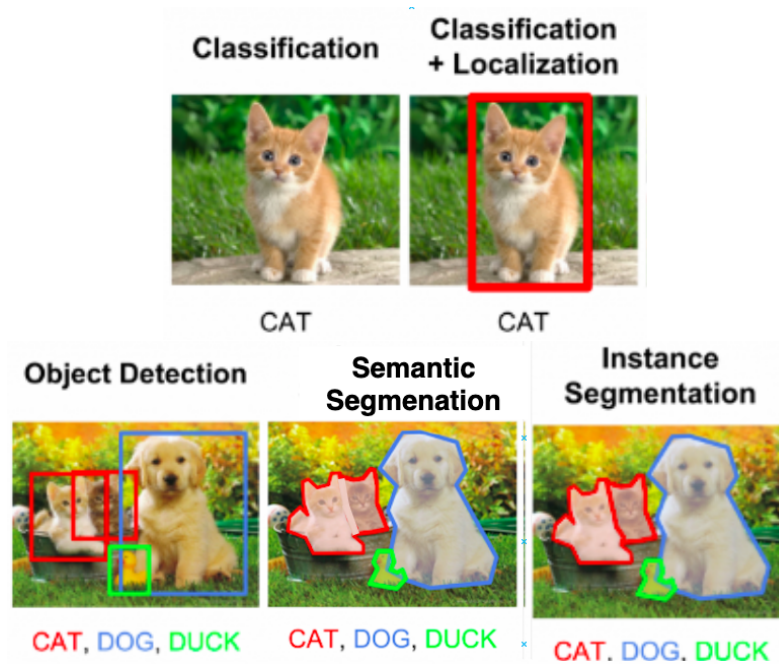 Classification
Classification
+ Localization
CAT
CAT
Object Detection
Semantic
Segmenation
Instance
Segmentation
CAT, DOG, DUCK
CAT, DOG, DUCK
CAT, DOG, DUCK